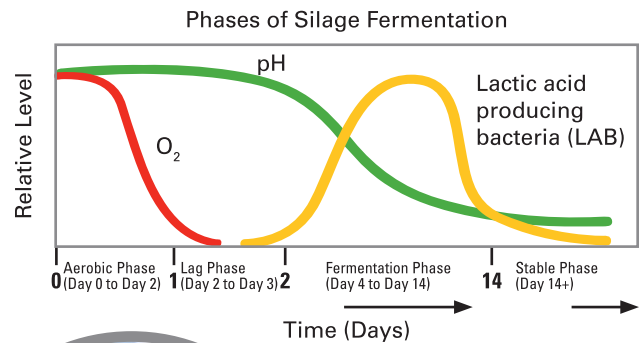 Phases of Silage Fermentation
Relative Level
pH
O₂
Lactic acid
producing
bacteria (LAB)
0 Aerobic Phase
(Day 0 to Day 2)
1 Lag Phase
(Day 2 to Day 3)
2
Fermentation Phase
(Day 4 to Day 14)
14
Stable Phase
(Day 14+)
Time (Days)